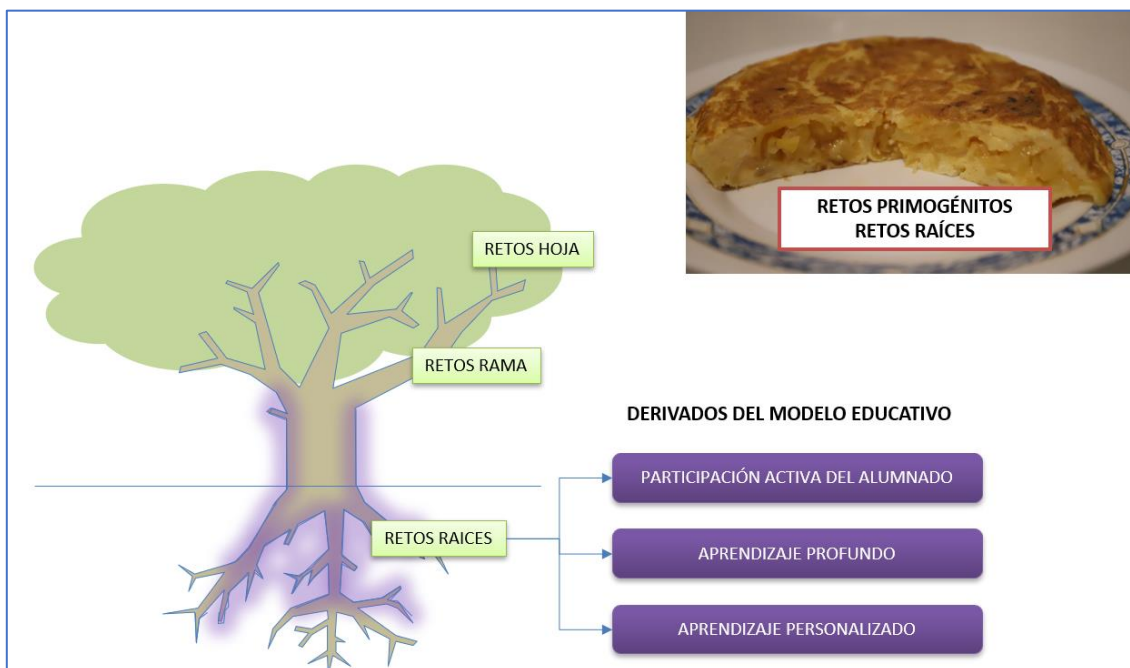 RETOS PRIMOGÉNITOS
RETOS RAÍCES
RETOS HOJA
RETOS RAMA
DERIVADOS DEL MODELO EDUCATIVO
PARTICIPACIÓN ACTIVA DEL ALUMNADO
RETOS RAICES
APRENDIZAJE PROFUNDO
APRENDIZAJE PERSONALIZADO